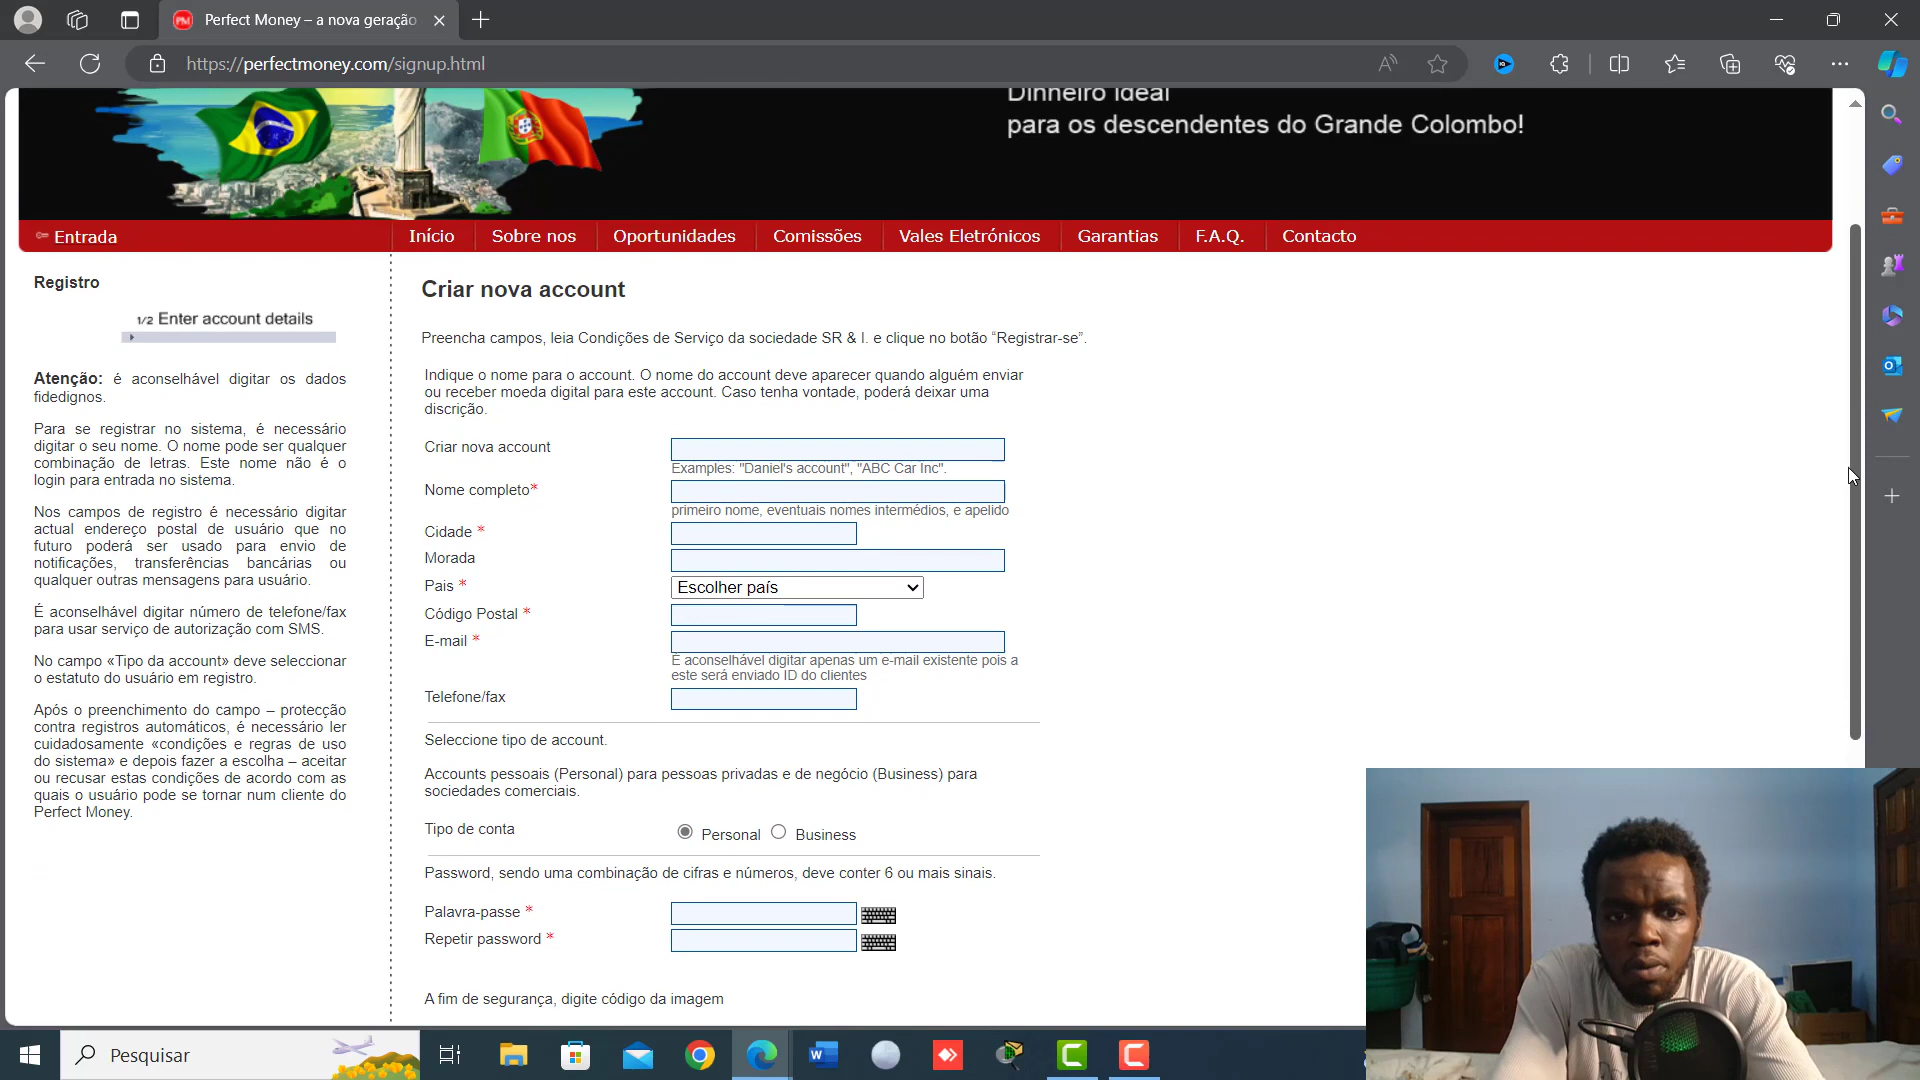 Perfect Money – a nova geração
https://perfectmoney.com/signup.html
Dinheiro ideal
para os descendentes do Grande Colombo!
Entrada
Início
Sobre nos
Oportunidades
Comissões
Vales Eletrónicos
Garantias
F.A.Q.
Contacto
Registro
1/2 Enter account details
Atenção: é aconselhável digitar os dados
fidedignos.
Para se registrar no sistema, é necessário
digitar o seu nome. O nome pode ser qualquer
combinação de letras. Este nome não é o
login para entrada no sistema.
Nos campos de registro é necessário digitar
actual endereço postal de usuário que no
futuro poderá ser usado para envio de
notificações, transferências bancárias ou
qualquer outras mensagens para usuário.
É aconselhável digitar número de telefone/fax
para usar serviço de autorização com SMS.
No campo «Tipo da account» deve seleccionar
o estatuto do usuário em registro.
Após o preenchimento do campo – protecção
contra registros automáticos, é necessário ler
cuidadosamente «condições e regras de uso
do sistema» e depois fazer a escolha – aceitar
ou recusar estas condições de acordo com as
quais o usuário pode se tornar num cliente do
Perfect Money.
Criar nova account
Preencha campos, leia Condições de Serviço da sociedade SR & I. e clique no botão “Registrar-se”.
Indique o nome para o account. O nome do account deve aparecer quando alguém enviar
ou receber moeda digital para este account. Caso tenha vontade, poderá deixar uma
discrição.
Criar nova account
Examples: "Daniel's account", "ABC Car Inc".
Nome completo*
primeiro nome, eventuais nomes intermédios, e apelido
Cidade *
Morada
Pais *
Escolher país
Código Postal *
E-mail *
É aconselhável digitar apenas um e-mail existente pois a
este será enviado ID do clientes
Telefone/fax
Seleccione tipo de account.
Accounts pessoais (Personal) para pessoas privadas e de negócio (Business) para
sociedades comerciais.
Tipo de conta
Personal
Business
Password, sendo uma combinação de cifras e números, deve conter 6 ou mais sinais.
Palavra-passe *
Repetir password *
A fim de segurança, digite código da imagem
Pesquisar